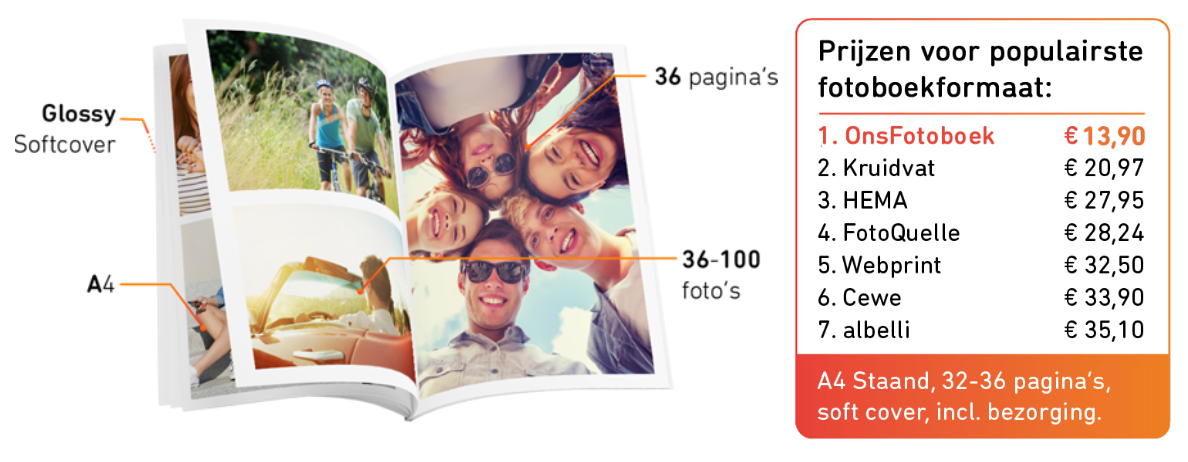 Glossy
Softcover
A4
36 pagina's
36-100
foto's
Prijzen voor populairste
fotoboekformaat:
1. OnsFotoboek € 13,90
2. Kruidvat € 20,97
3. HEMA € 27,95
4. FotoQuelle € 28,24
5. Webprint € 32,50
6. Cewe € 33,90
7. albelli € 35,10
A4 Staand, 32-36 pagina's,
soft cover, incl. bezorging.